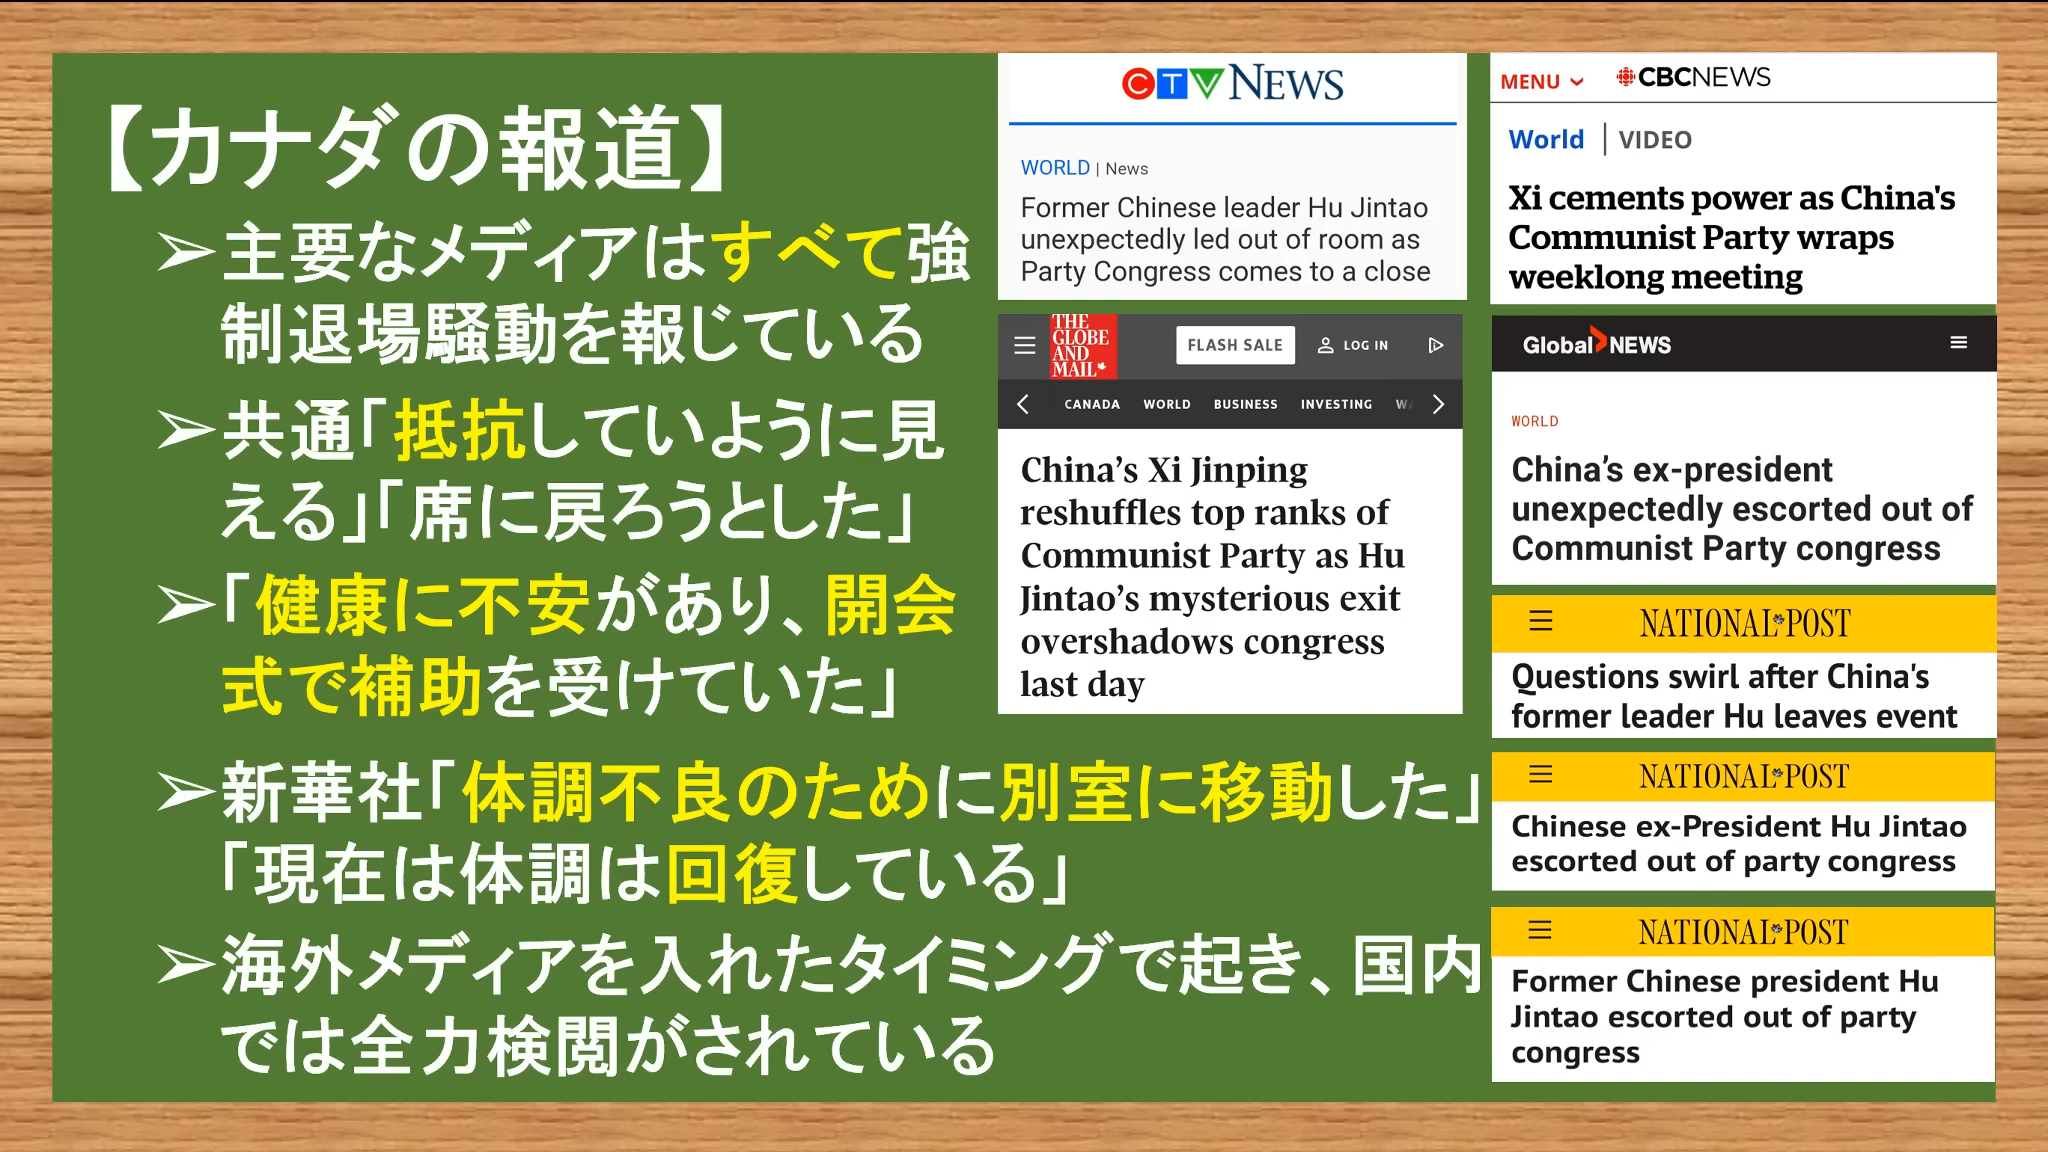 【カナダの報道】
➢主要なメディアはすべて強
制退場騒動を報じている
➢共通「抵抗していように見
える」「席に戻ろうとした」
➢「健康に不安があり、開会
式で補助を受けていた」
➢新華社「体調不良のために別室に移動した」
「現在は体調は回復している」
➢海外メディアを入れたタイミングで起き、国内
では全力検閲がされている
CTV NEWS
WORLD | News
Former Chinese leader Hu Jintao
unexpectedly led out of room as
Party Congress comes to a close
THE
GLOBE
AND
MAIL
FLASH SALE
LOG IN
CANADA WORLD BUSINESS INVESTING
China's Xi Jinping
reshuffles top ranks of
Communist Party as Hu
Jintao's mysterious exit
overshadows congress
last day
MENU
CBCNEWS
World | VIDEO
Xi cements power as China's
Communist Party wraps
weeklong meeting
Global NEWS
WORLD
China's ex-president
unexpectedly escorted out of
Communist Party congress
NATIONAL POST
Questions swirl after China's
former leader Hu leaves event
NATIONAL POST
Chinese ex-President Hu Jintao
escorted out of party congress
NATIONAL POST
Former Chinese president Hu
Jintao escorted out of party
congress